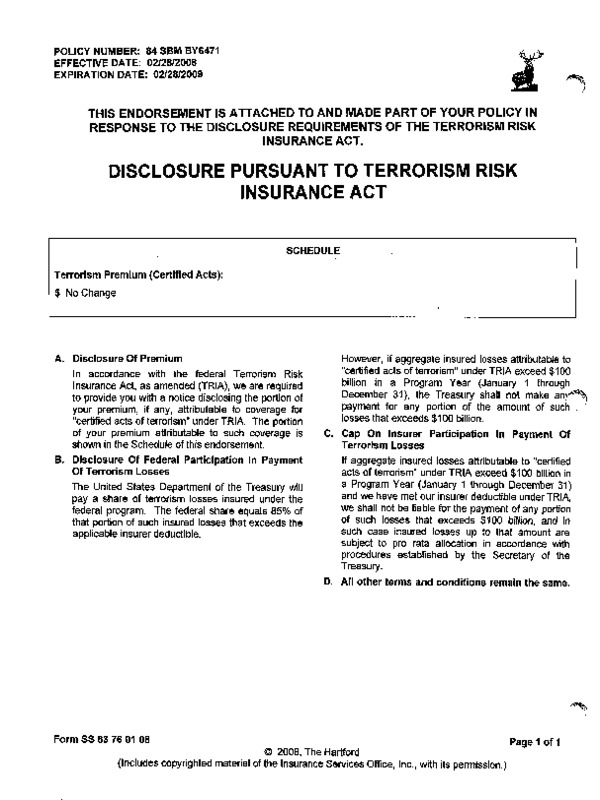 POLICY NUMBER: 84 SBM BY6471
EFFECTIVE DATE: 02/28/2008
EXPIRATION DATE: 02/28/2009
THIS ENDORSEMENT IS ATTACHED TO AND MADE PART OF YOUR POLICY IN
RESPONSE TO THE DISCLOSURE REQUIREMENTS OF THE TERRORISM RISK
INSURANCE ACT.
DISCLOSURE PURSUANT TO TERRORISM RISK
INSURANCE ACT
SCHEDULE
Terrorism Premium (Certified Acts):
$ No Change
A. Disclosure Of Premium
In accordance with the federal Terrorism Risk
Insurance Act, as amended (TRIA), we are required
to provide you with a notice disclosing the portion of
your premium, if any, attributable to coverage for
"certified acts of terrorism" under TRIA. The portion
of your premium attributable to such coverage is
shown in the Schedule of this endorsement.
B. Disclosure Of Federal Participation In Payment
Of Terrorism Losses
The United States Department of the Treasury will
pay a share of terrorism losses insured under the
federal program. The federal share equals 85% of
that portion of such insured losses that exceeds the
applicable insurer deductible.
However, if aggregate insured losses attributable to
"certified acts of terrorism" under TRIA exceed $100
billion in a Program Year (January 1 through
December 31), the Treasury shall not make any
payment for any portion of the amount of such
losses that exceeds $100 billion.
C. Cap On Insurer Participation In Payment Of
Terrorism Losses
If aggregate insured losses attributable to "certified
acts of terrorism" under TRIA exceed $100 billion in
a Program Year (January 1 through December 31)
and we have met our insurer deductible under TRIA,
we shall not be liable for the payment of any portion
of such losses that exceeds $100 billion, and in
such case insured losses up to that amount are
subject to pro rata allocation in accordance with
procedures established by the Secretary of the
Treasury.
D. All other terms and conditions remain the same.
Form SS 83 76 01 08
Page 1 of 1
© 2008, The Hartford
(Includes copyrighted material of the Insurance Services Office, Inc., with its permission.)